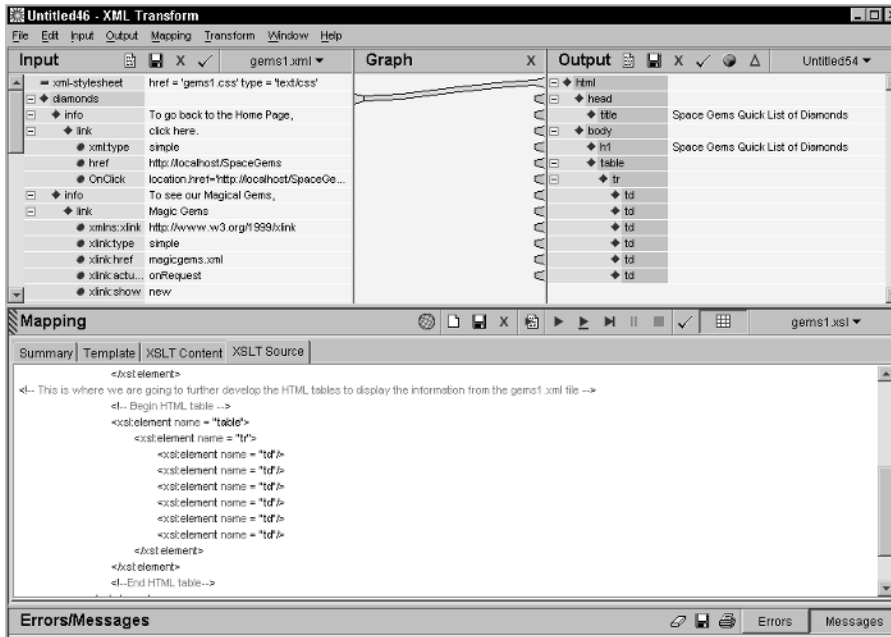 Untitled46 - XML Transform
File Edit Input Output Mapping Transform Window Help
Input X gems1.xml
Graph X
Output X Untitled54
xml-stylesheet href = 'gems1.css' type = 'text/css'
diamonds
info To go back to the Home Page,
link click here.
xml:type simple
href http://localhost/SpaceGems
OnClick location.href='http://localhost/SpaceGe...
info To see our Magical Gems,
link Magic Gems
xmlns:xlink http://www.w3.org/1999/xlink
xlink:type simple
xlink:href magicgems.xml
xlink:actu... onRequest
xlink:show new
html
head
title Space Gems Quick List of Diamonds
body
h1 Space Gems Quick List of Diamonds
table
tr
td
td
td
td
td
Mapping X gems1.xsl
Summary Template XSLT Content XSLT Source
</xsl:element>
<!-- This is where we are going to further develop the HTML tables to display the information from the gems1.xml file -->
<!-- Begin HTML table -->
<xsl:element name = "table">
<xsl:element name = "tr">
<xsl:element name = "td"/>
<xsl:element name = "td"/>
<xsl:element name = "td"/>
<xsl:element name = "td"/>
<xsl:element name = "td"/>
<xsl:element name = "td"/>
</xsl:element>
</xsl:element>
<!--End HTML table-->
Errors/Messages Errors Messages